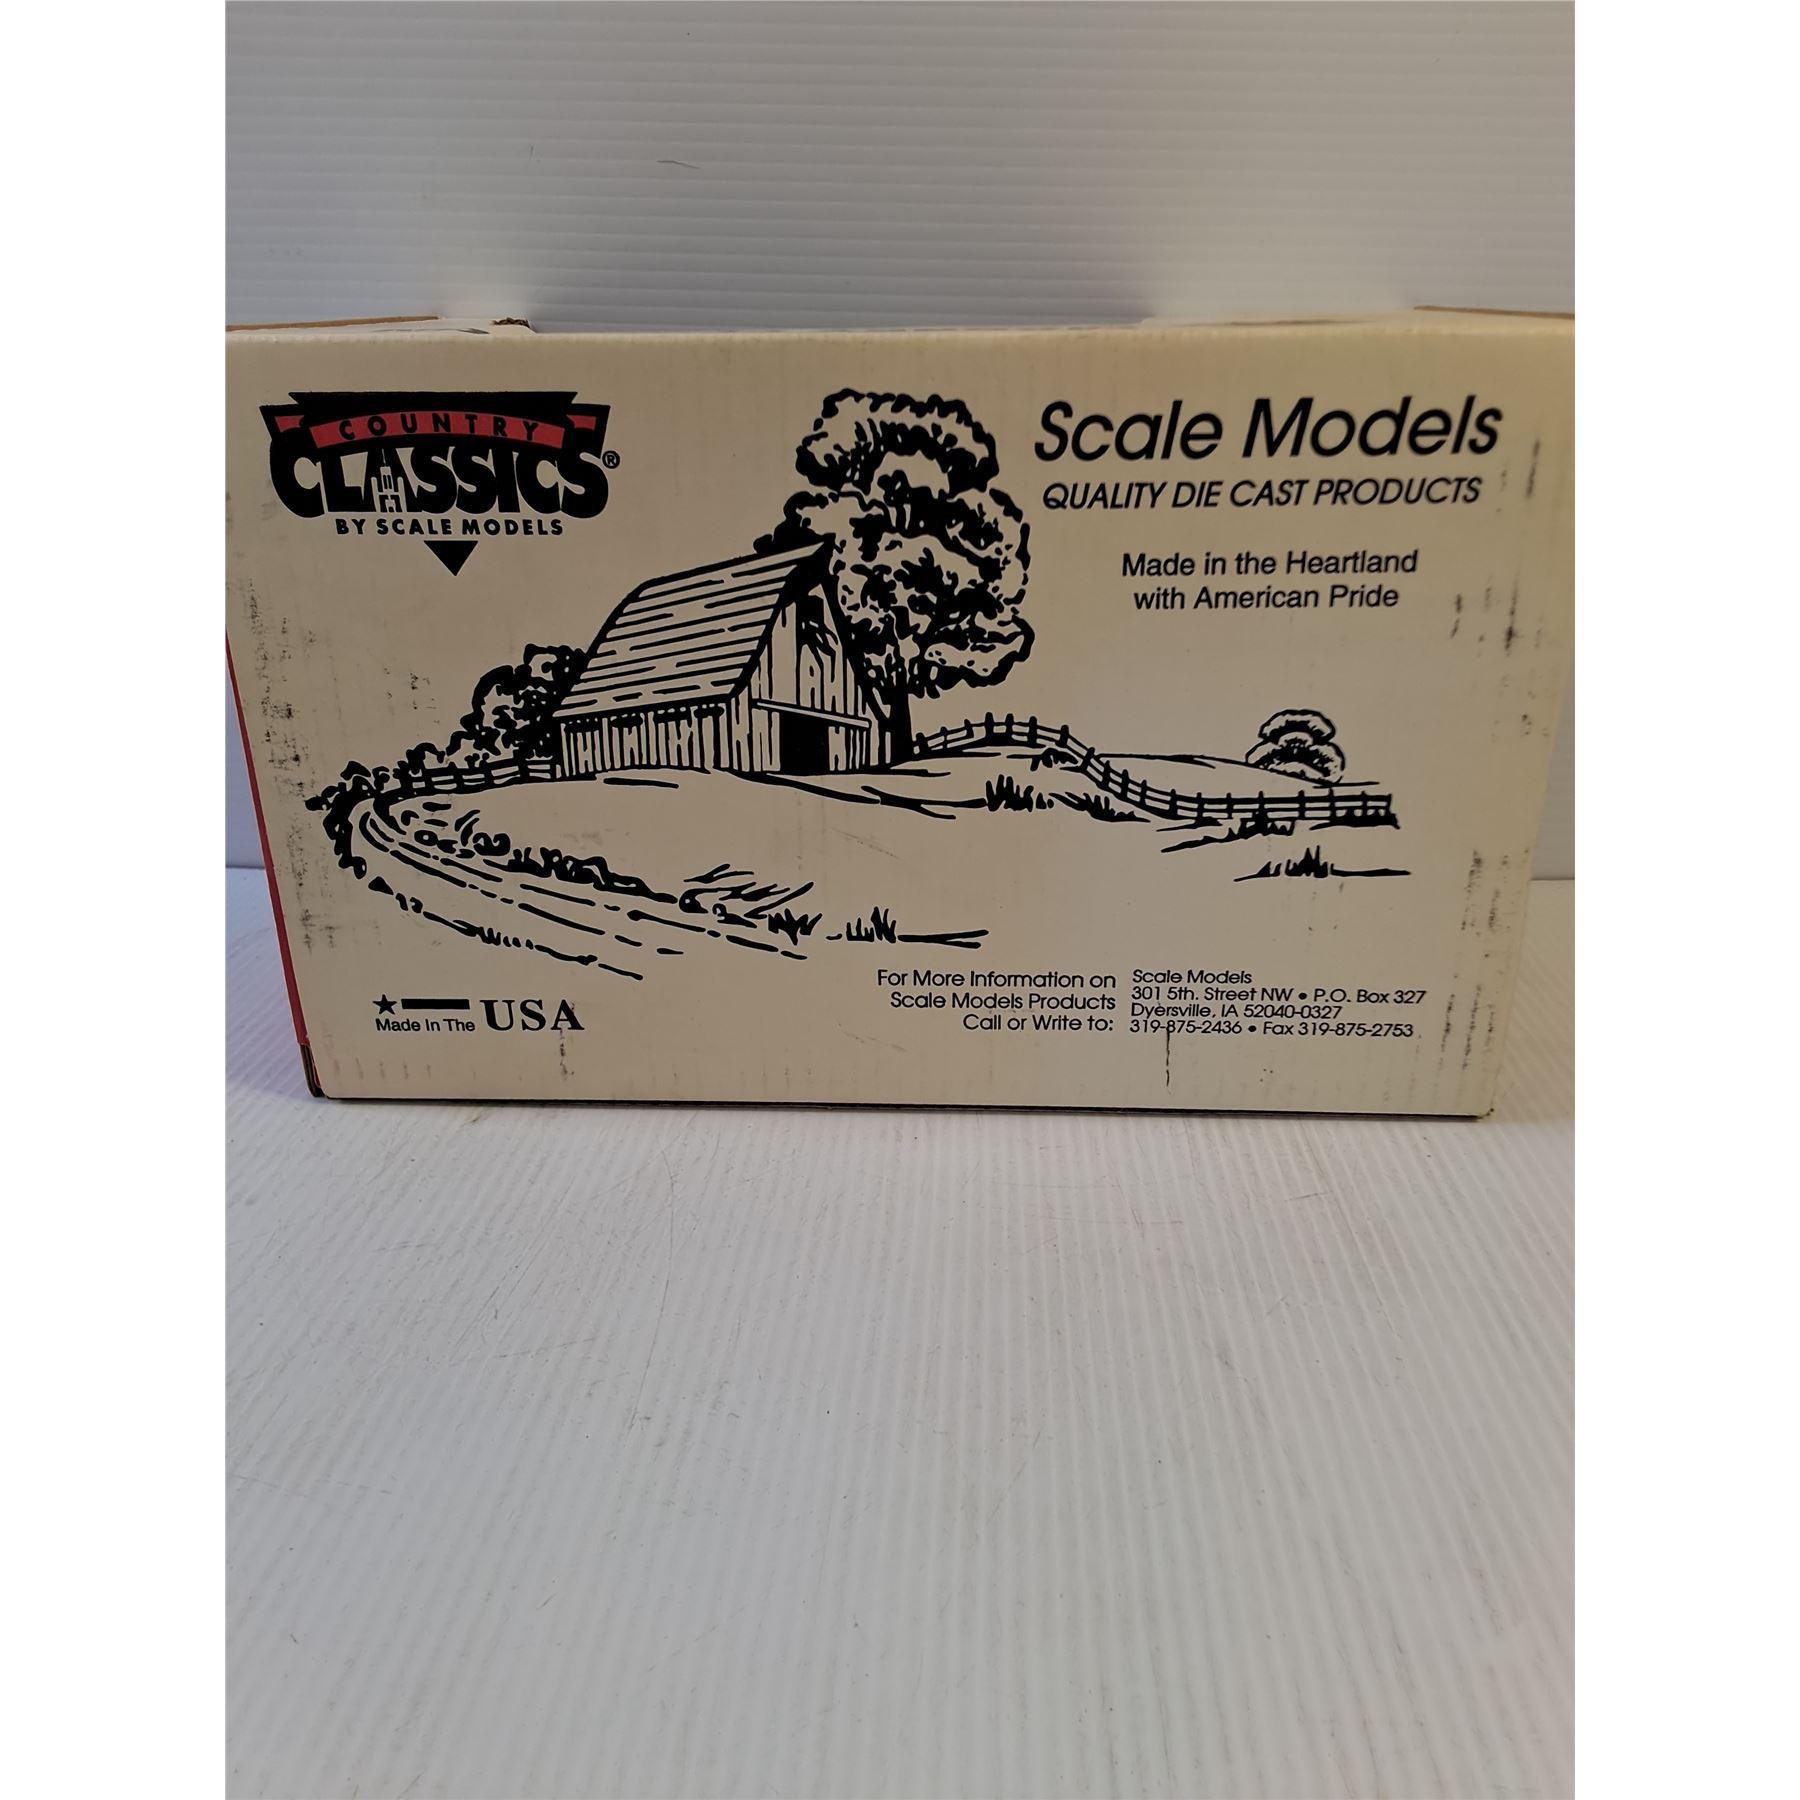 COUNTRY
CLASSICS®
BY SCALE MODELS
Scale Models
QUALITY DIE CAST PRODUCTS
Made in the Heartland
with American Pride
Made In The USA
For More Information on
Scale Models Products
Call or Write to:
Scale Models
301 5th. Street NW • P.O. Box 327
Dyersville, IA 52040-0327
319-875-2436 • Fax 319-875-2753